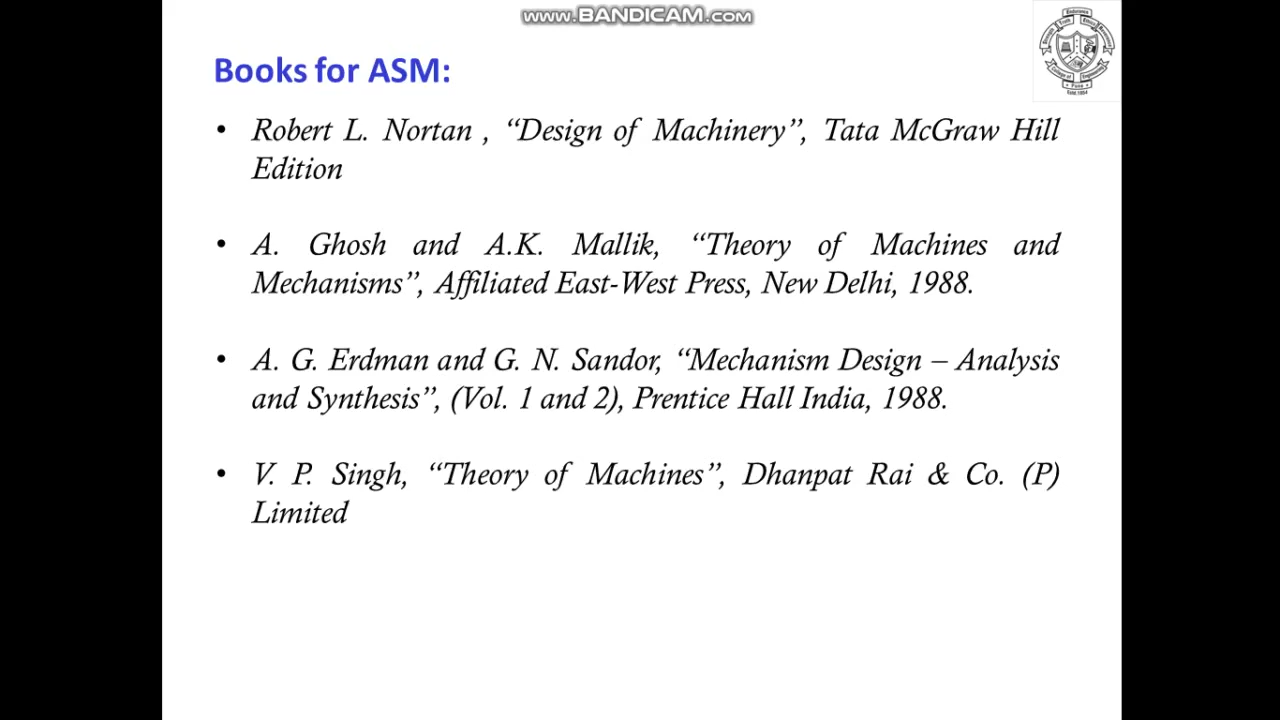 www.BANDICAM.com
Books for ASM:
• Robert L. Nortan , “Design of Machinery”, Tata McGraw Hill
Edition
• A. Ghosh and A.K. Mallik, “Theory of Machines and
Mechanisms”, Affiliated East-West Press, New Delhi, 1988.
• A. G. Erdman and G. N. Sandor, “Mechanism Design – Analysis
and Synthesis”, (Vol. 1 and 2), Prentice Hall India, 1988.
• V. P. Singh, “Theory of Machines”, Dhanpat Rai & Co. (P)
Limited